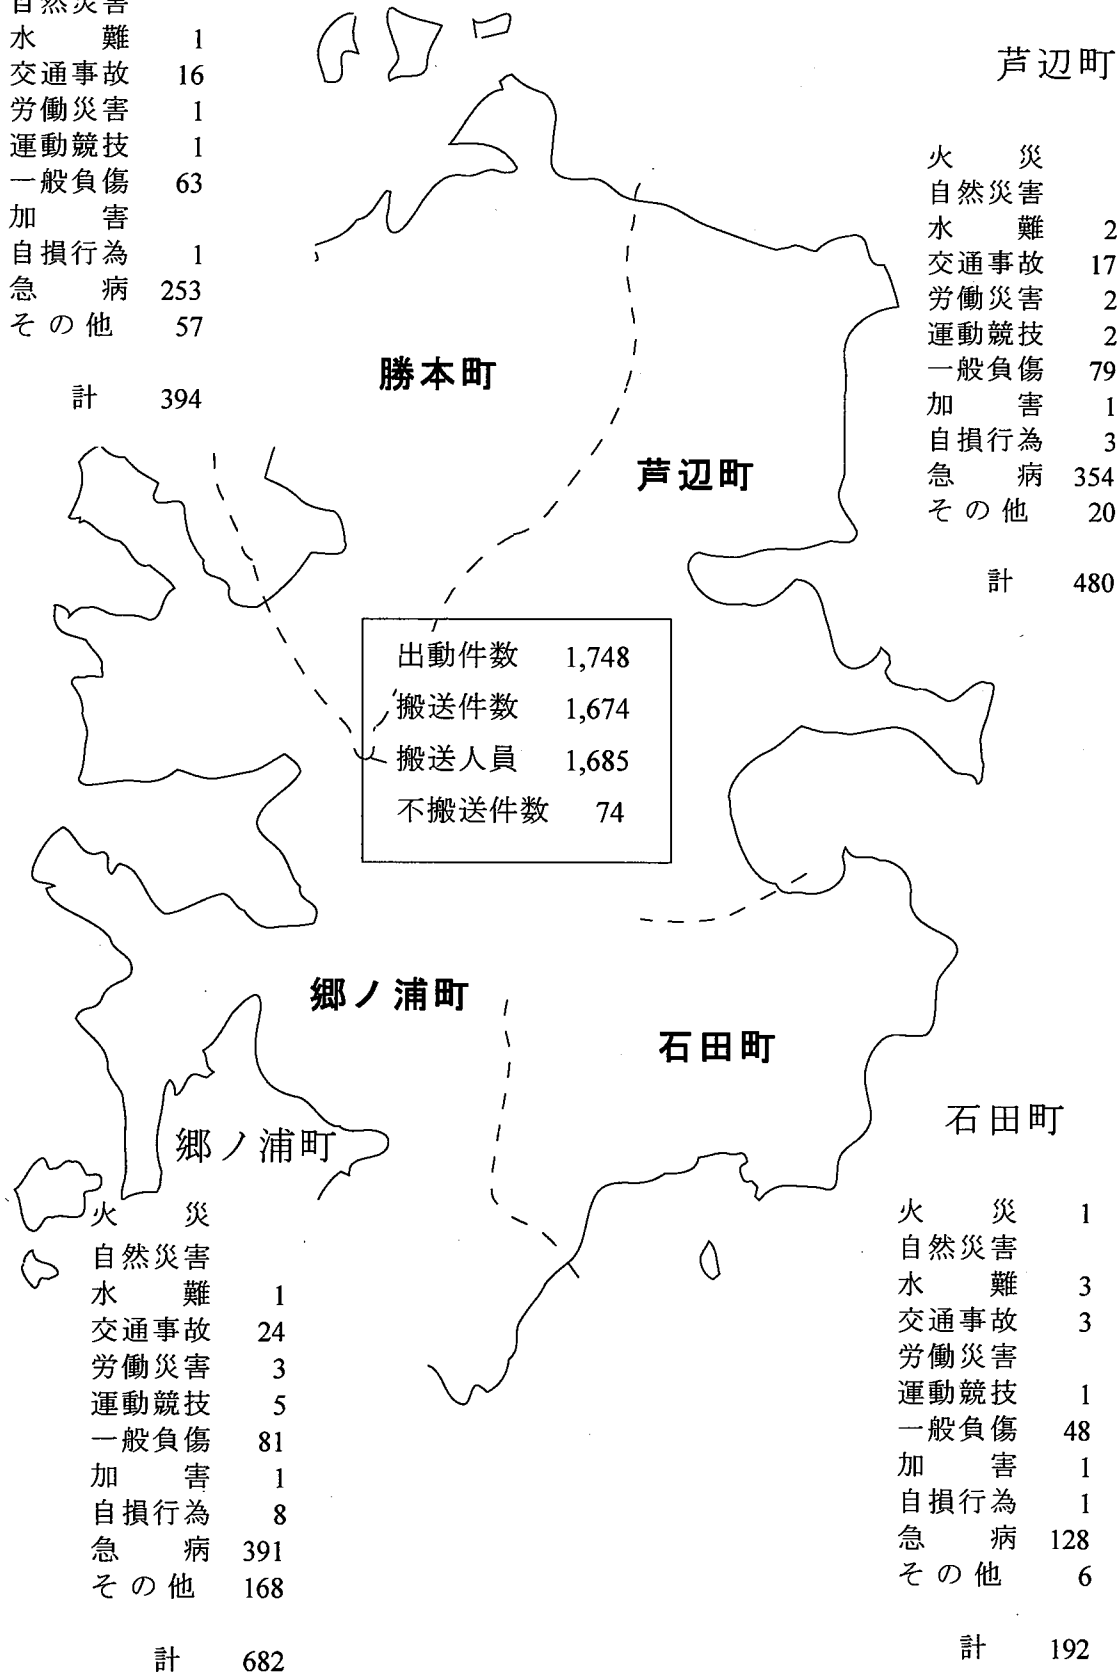 自然災害
水　　難　1
交通事故　16
労働災害　1
運動競技　1
一般負傷　63
加　　害
自損行為　1
急　　病　253
その他　57
計　394
芦辺町
火　　災
自然災害
水　　難　2
交通事故　17
労働災害　2
運動競技　2
一般負傷　79
加　　害　1
自損行為　3
急　　病　354
その他　20
計　480
勝本町
芦辺町
出動件数　1,748
搬送件数　1,674
搬送人員　1,685
不搬送件数　74
郷ノ浦町
石田町
郷ノ浦町
火　　災
自然災害
水　　難　1
交通事故　24
労働災害　3
運動競技　5
一般負傷　81
加　　害　1
自損行為　8
急　　病　391
その他　168
計　682
石田町
火　　災　1
自然災害
水　　難　3
交通事故　3
労働災害
運動競技　1
一般負傷　48
加　　害　1
自損行為　1
急　　病　128
その他　6
計　192